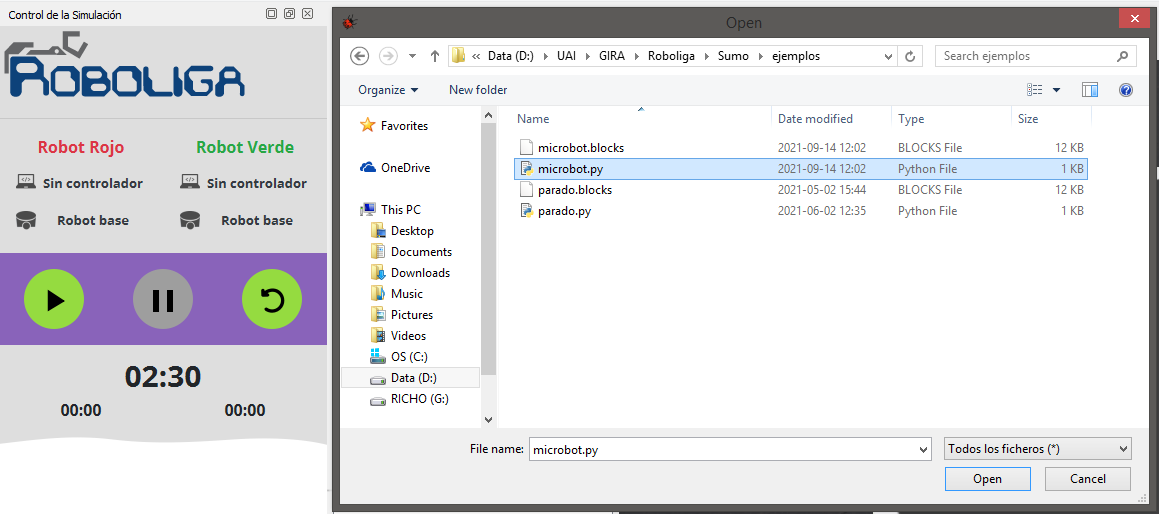 Control de la Simulación
ROBOLIGA
Robot Rojo Robot Verde
Sin controlador Sin controlador
Robot base Robot base
02:30
00:00 00:00
Open
« Data (D:) UAI GIRA Roboliga Sumo ejemplos
Search ejemplos
Organize New folder
Favorites
OneDrive
This PC
Desktop
Documents
Downloads
Music
Pictures
Videos
OS (C:)
Data (D:)
RICHO (G:)
Name Date modified Type Size
microbot.blocks 2021-09-14 12:02 BLOCKS File 12 KB
microbot.py 2021-09-14 12:02 Python File 1 KB
parado.blocks 2021-05-02 15:44 BLOCKS File 12 KB
parado.py 2021-06-02 12:35 Python File 1 KB
File name: microbot.py Todos los ficheros (*)
Open Cancel